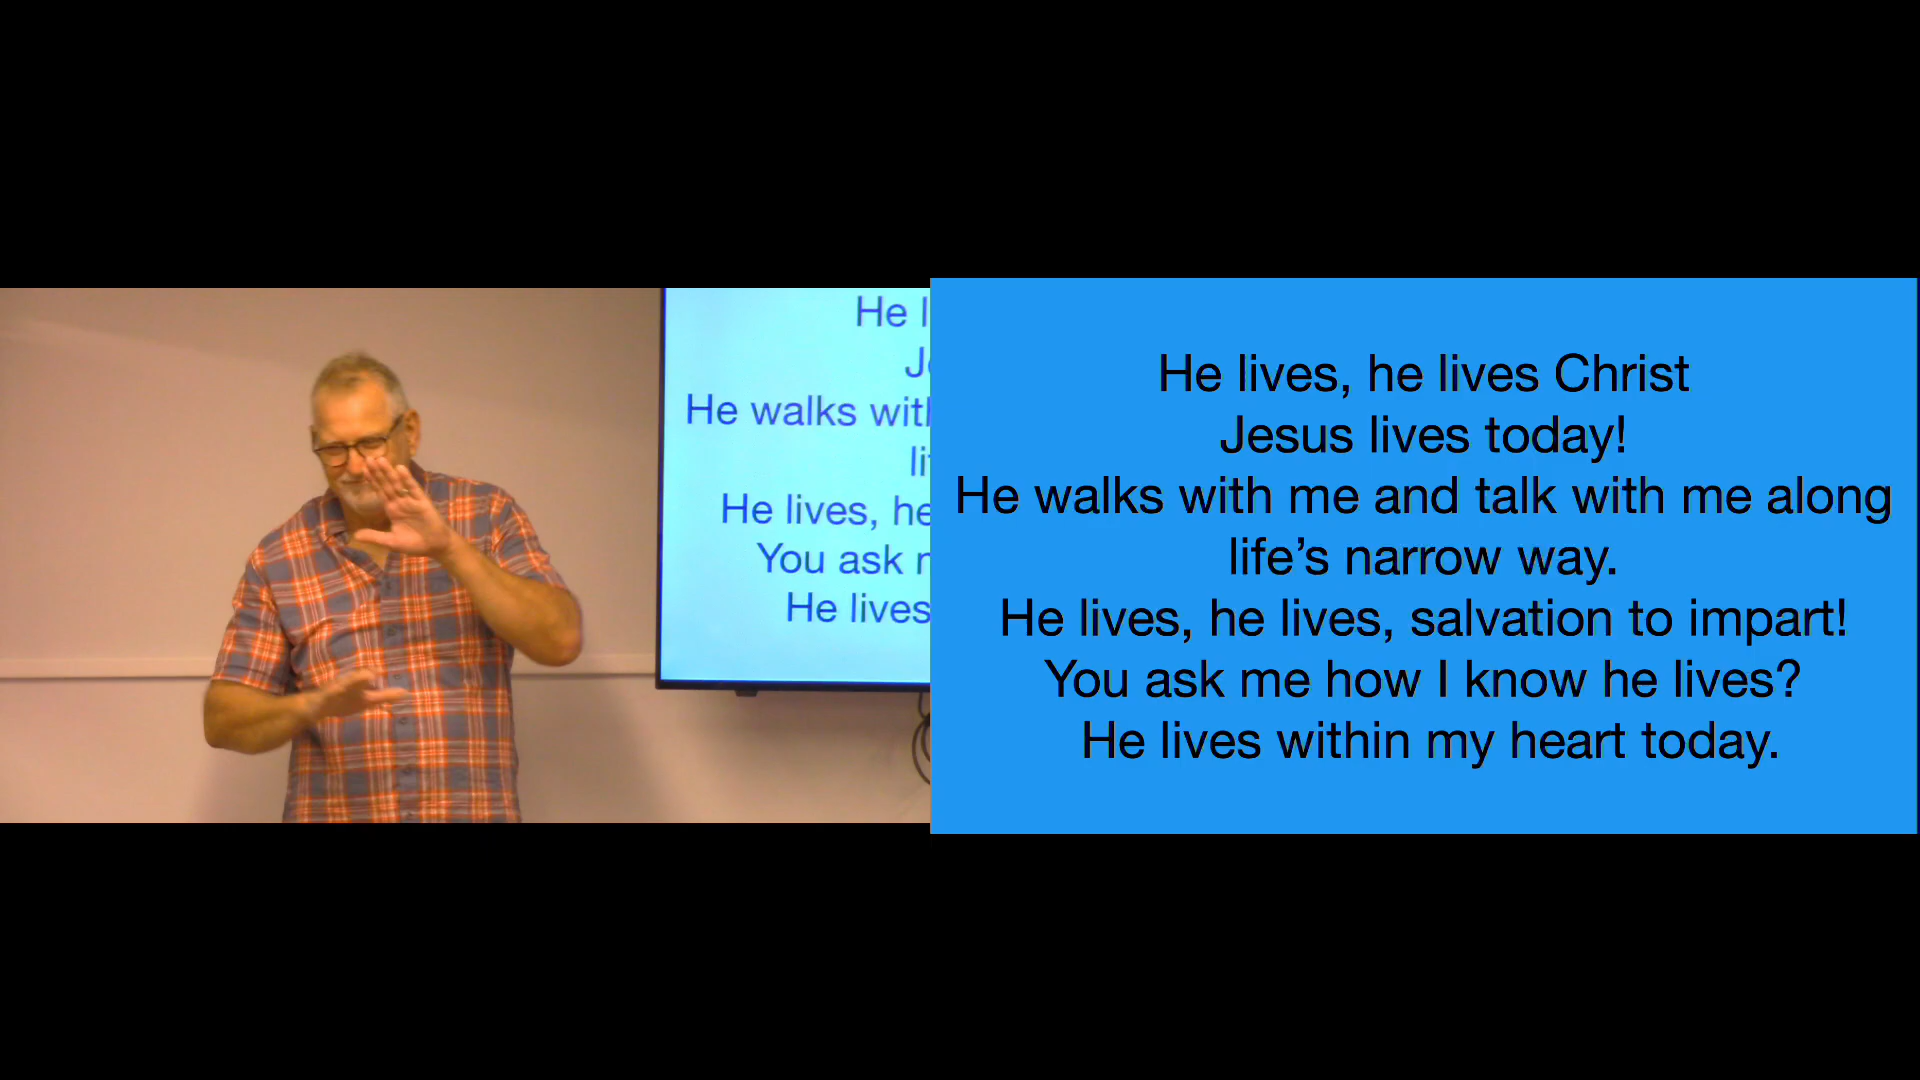 He l
J
He walks with
li
He lives, he
You ask
He lives
He lives, he lives Christ
Jesus lives today!
He walks with me and talk with me along
life's narrow way.
He lives, he lives, salvation to impart!
You ask me how I know he lives?
He lives within my heart today.